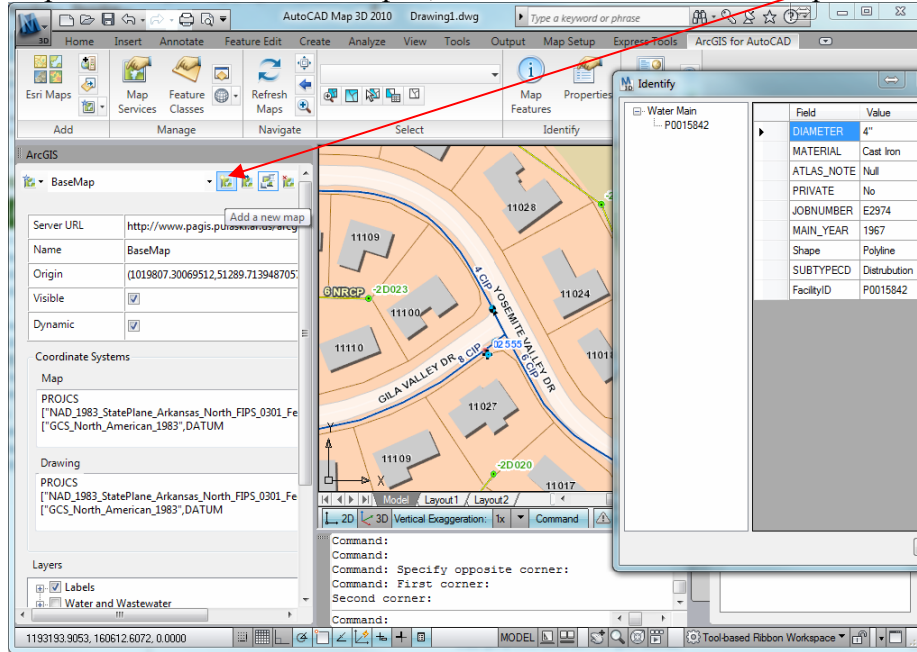 AutoCAD Map 3D 2010 Drawing1.dwg Type a keyword or phrase
3D Home Insert Annotate Feature Edit Create Analyze View Tools Output Map Setup Express Tools ArcGIS for AutoCAD
Esri Maps Map Services Feature Classes Refresh Maps Map Features Properties
Add Manage Navigate Select Identify
ArcGIS
BaseMap
Add a new map
Server URL http://www.pagis.pulaski.ar.us/arcg
Name BaseMap
Origin (1019807.30069512,51289.7139487057
Visible
Dynamic
Coordinate Systems
Map
PROJCS
["NAD_1983_StatePlane_Arkansas_North_FIPS_0301_Fe
["GCS_North_American_1983",DATUM
Drawing
PROJCS
["NAD_1983_StatePlane_Arkansas_North_FIPS_0301_Fe
["GCS_North_American_1983",DATUM
Layers
Labels
Water and Wastewater
11028
11109
4 CIP
YOSEMITE VALLEY DR
6 NRCP
-2D023
11024
11100
02555
11110
8 CIP
6 CIP
11011
GILA VALLEY DR
11027
Y
11109
-2D020
X
11017
Model Layout1 Layout2
2D 3D Vertical Exaggeration: 1x Command
Command:
Command:
Command: Specify opposite corner:
Command: First corner:
Second corner:
Command:
Identify
Water Main
P0015842
Field Value
DIAMETER 4"
MATERIAL Cast Iron
ATLAS_NOTE Null
PRIVATE No
JOBNUMBER E2974
MAIN_YEAR 1967
Shape Polyline
SUBTYPECD Distrubution
FacilityID P0015842
1193193.9053, 160612.6072, 0.0000 MODEL Tool-based Ribbon Workspace